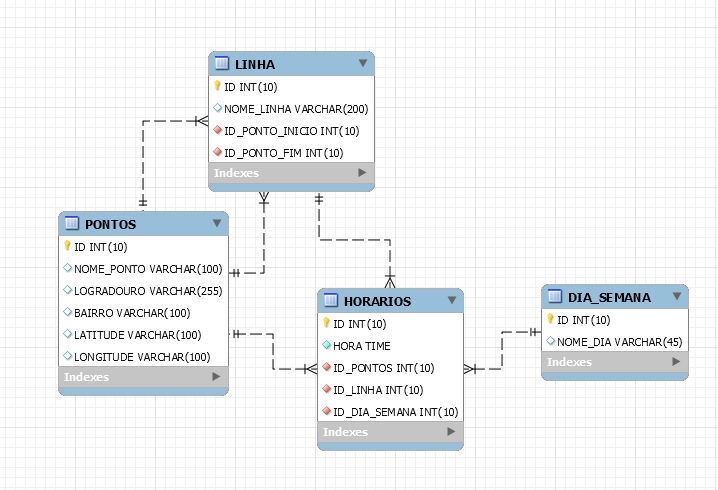 LINHA
ID INT(10)
NOME_LINHA VARCHAR(200)
ID_PONTO_INICIO INT(10)
ID_PONTO_FIM INT(10)
Indexes
PONTOS
ID INT(10)
NOME_PONTO VARCHAR(100)
LOGRADOURO VARCHAR(255)
BAIRRO VARCHAR(100)
LATITUDE VARCHAR(100)
LONGITUDE VARCHAR(100)
Indexes
HORARIOS
ID INT(10)
HORA TIME
ID_PONTOS INT(10)
ID_LINHA INT(10)
ID_DIA_SEMANA INT(10)
Indexes
DIA_SEMANA
ID INT(10)
NOME_DIA VARCHAR(45)
Indexes